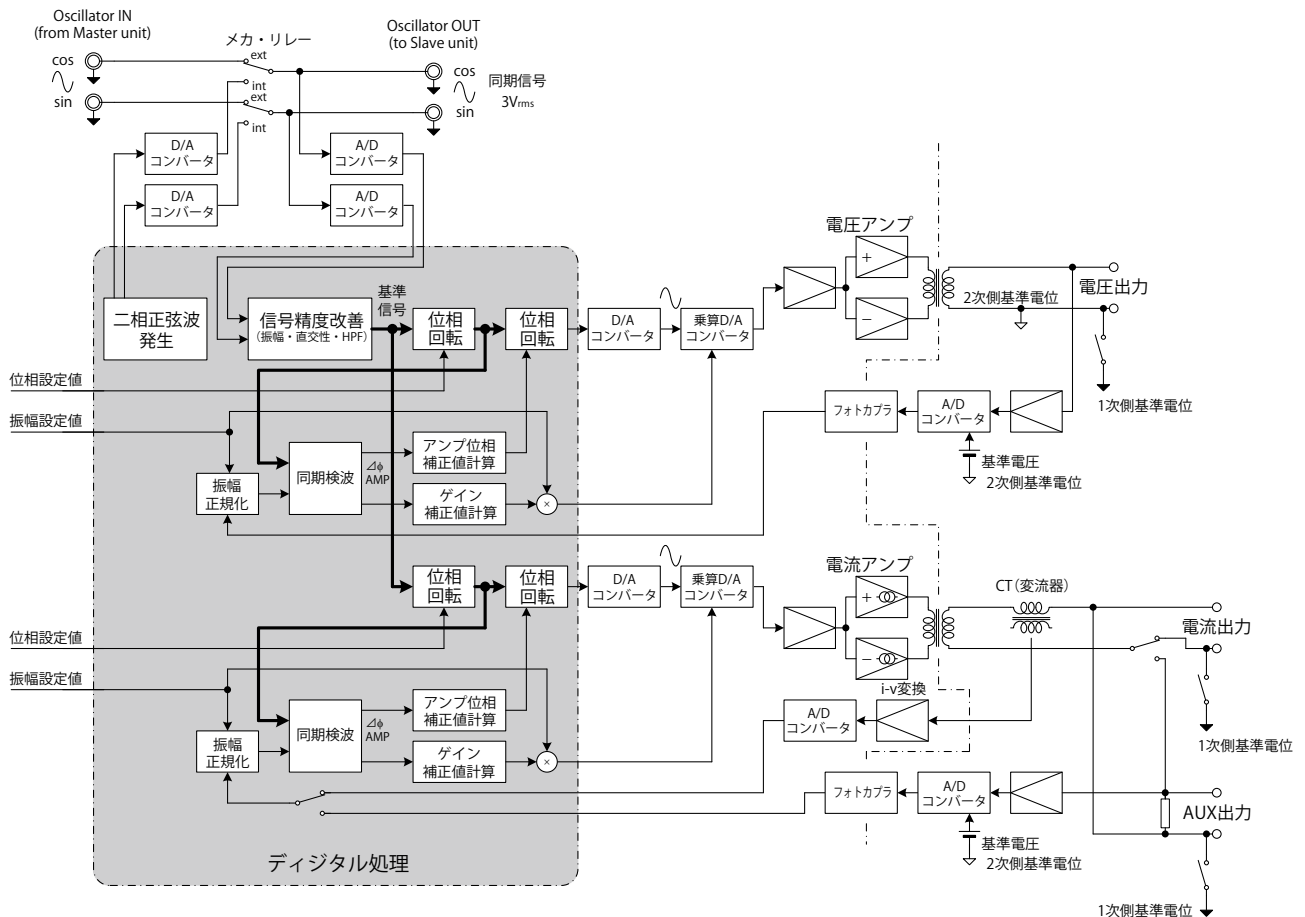 Oscillator IN
(from Master unit)
メカ・リレー
Oscillator OUT
(to Slave unit)
cos
sin
ext
int
ext
int
cos
sin
同期信号
3Vrms
D/A
コンバータ
A/D
コンバータ
D/A
コンバータ
A/D
コンバータ
二相正弦波
発生
信号精度改善
(振幅・直交性・HPF)
基準
信号
位相
回転
位相
回転
D/A
コンバータ
乗算D/A
コンバータ
電圧アンプ
+
−
2次側基準電位
電圧出力
1次側基準電位
位相設定値
振幅設定値
フォトカプラ
A/D
コンバータ
基準電圧
2次側基準電位
振幅
正規化
同期検波
⊿φ
AMP
アンプ位相
補正値計算
ゲイン
補正値計算
×
位相
回転
位相
回転
D/A
コンバータ
乗算D/A
コンバータ
電流アンプ
+
−
CT(変流器)
電流出力
1次側基準電位
位相設定値
振幅設定値
i-v変換
A/D
コンバータ
振幅
正規化
同期検波
⊿φ
AMP
アンプ位相
補正値計算
ゲイン
補正値計算
×
フォトカプラ
A/D
コンバータ
基準電圧
2次側基準電位
AUX出力
1次側基準電位
ディジタル処理